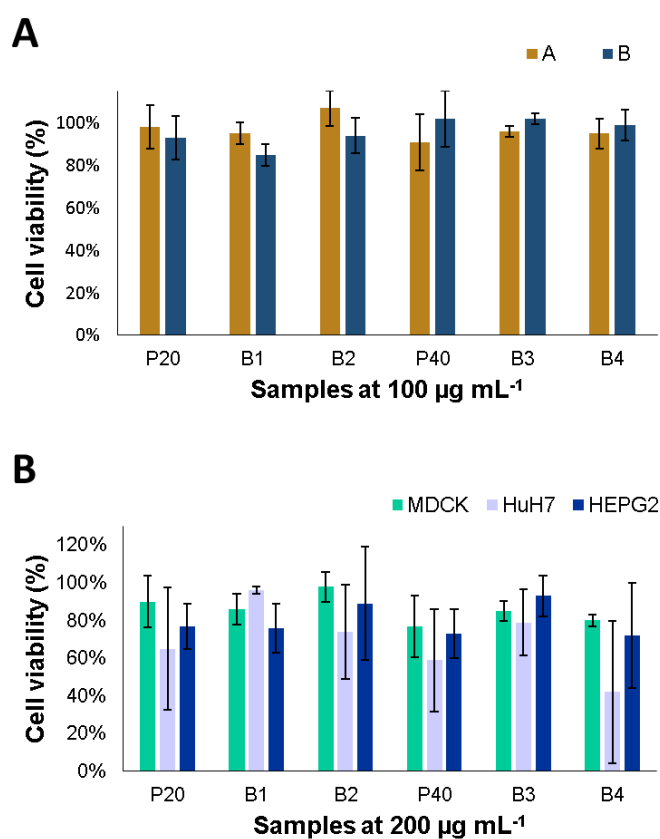 A
A B
Cell viability (%)
100%
80%
60%
40%
20%
0%
P20 B1 B2 P40 B3 B4
Samples at 100 µg mL-1
B
MDCK HuH7 HEPG2
Cell viability (%)
120%
100%
80%
60%
40%
20%
0%
P20 B1 B2 P40 B3 B4
Samples at 200 µg mL-1